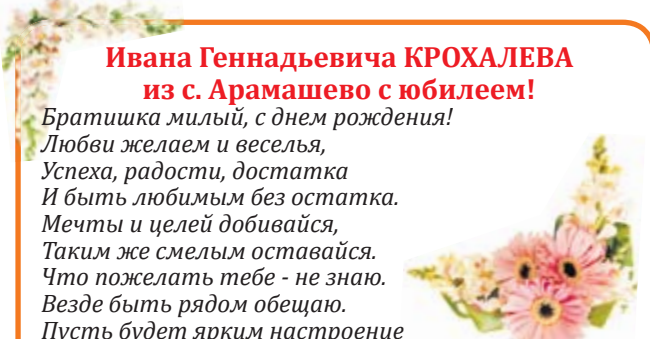 Ивана Геннадьевича КРОХАЛЕВА
из с. Арамашево с юбилеем!
Братишка милый, с днем рождения!
Любви желаем и веселья,
Успеха, радости, достатка
И быть любимым без остатка.
Мечты и целей добивайся,
Таким же смелым оставайся.
Что пожелать тебе - не знаю.
Везде быть рядом обещаю.
Пусть будет ярким настроение